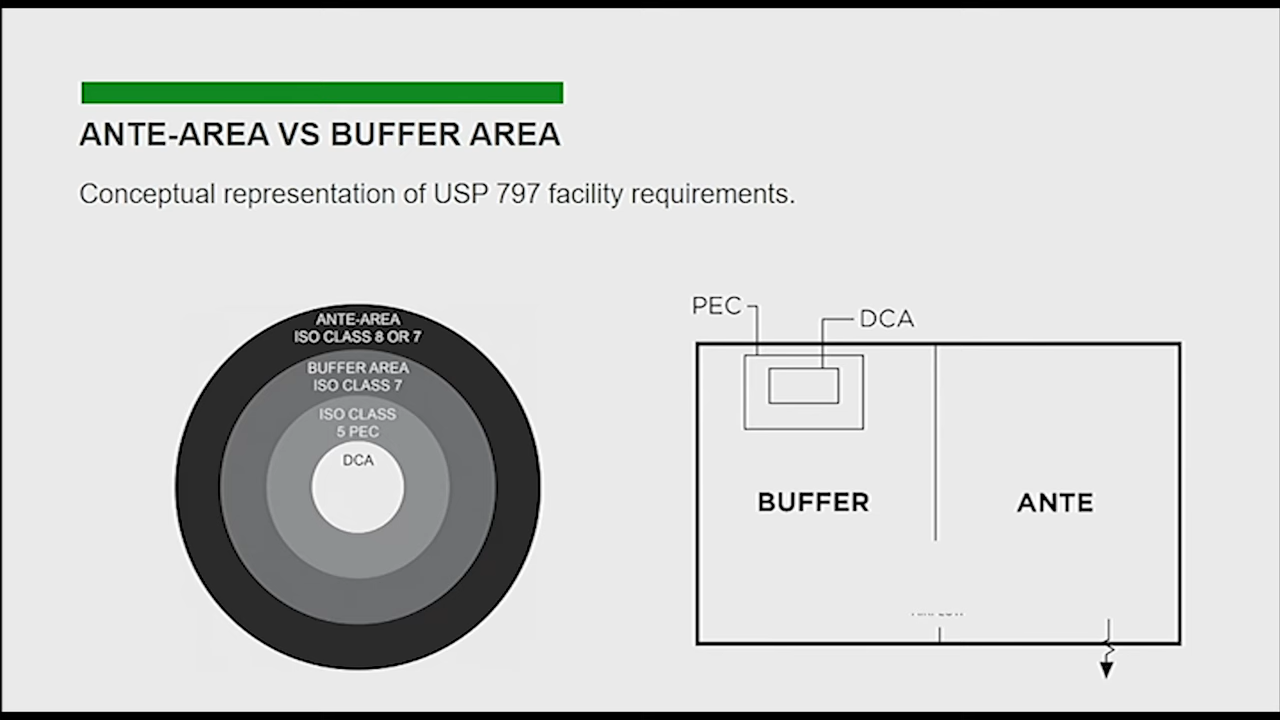 ANTE-AREA VS BUFFER AREA
Conceptual representation of USP 797 facility requirements.
ANTE-AREA
ISO CLASS 8 OR 7
BUFFER AREA
ISO CLASS 7
ISO CLASS
5 PEC
DCA
PEC
DCA
BUFFER
ANTE